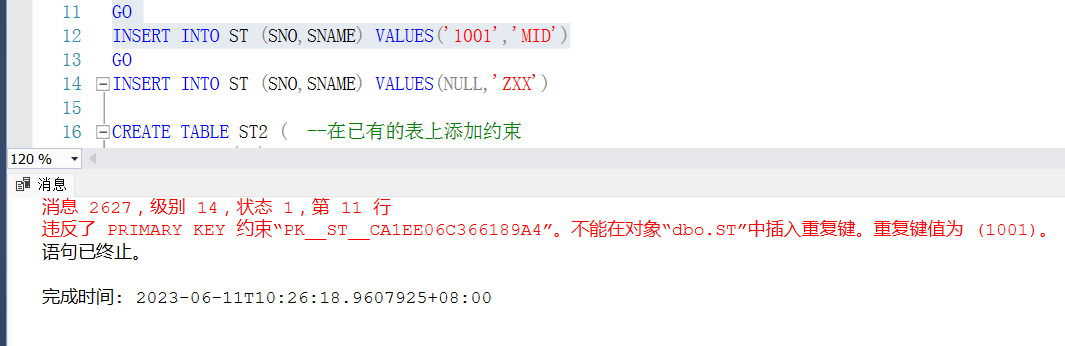 11 GO
12 INSERT INTO ST (SNO,SNAME) VALUES('1001','MID')
13 GO
14 INSERT INTO ST (SNO,SNAME) VALUES(NULL,'ZXX')
15
16 CREATE TABLE ST2 ( --在已有的表上添加约束
120 %
消息
消息 2627，级别 14，状态 1，第 11 行
违反了 PRIMARY KEY 约束“PK__ST__CA1EE06C366189A4”。不能在对象“dbo.ST”中插入重复键。重复键值为 (1001)。
语句已终止。
完成时间: 2023-06-11T10:26:18.9607925+08:00